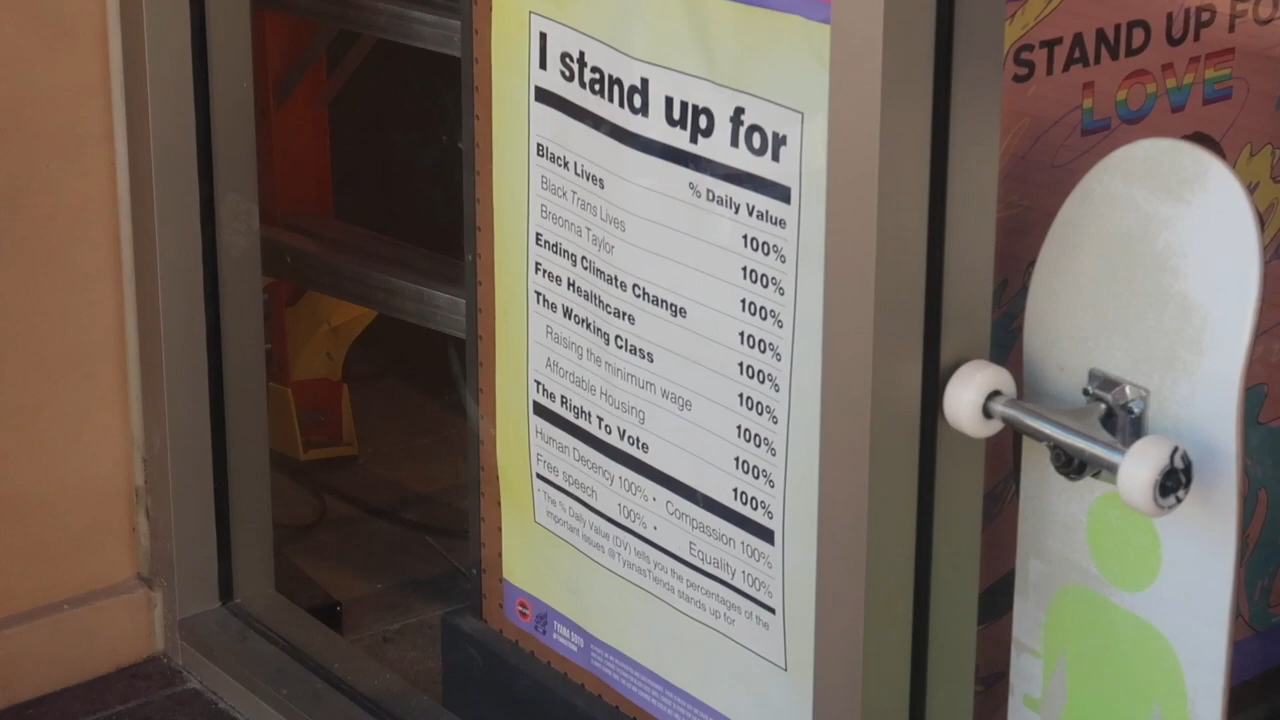 I stand up for
% Daily Value
Black Lives 100%
Black Trans Lives 100%
Breonna Taylor 100%
Ending Climate Change 100%
Free Healthcare 100%
The Working Class 100%
Raising the minimum wage 100%
Affordable Housing 100%
The Right To Vote 100%
Human Decency 100% • Compassion 100%
Free speech 100% • Equality 100%
* The % Daily Value (DV) tells you the percentages of the
important issues @TyanasTienda stands up for
TYANA SOTO
STAND UP FO
LOVE